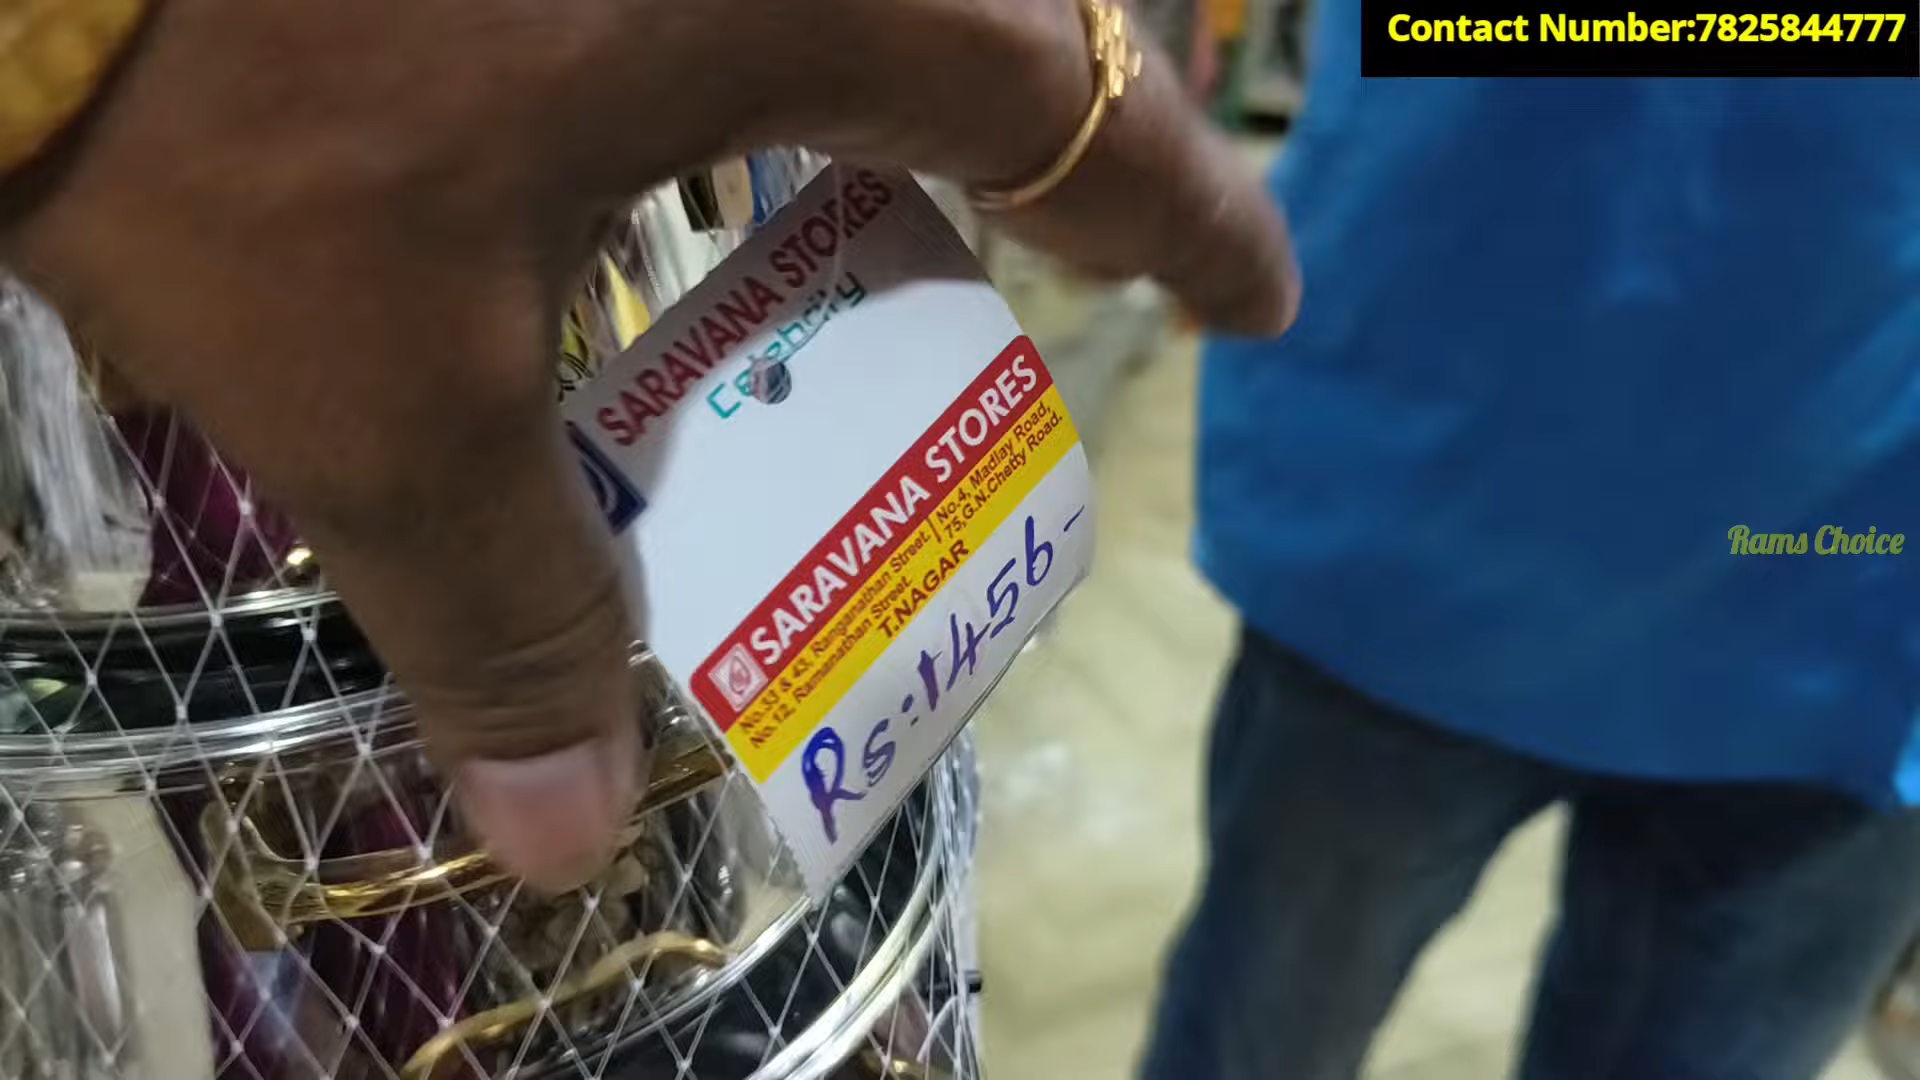 Contact Number:7825844777
SARAVANA STORES
Celebrity
SARAVANA STORES
No.33 & 43, Ranganathan Street,
No.12, Ramanathan Street.
No.4, Madlay Road,
75,G.N.Chetty Road.
T.NAGAR
Rs:1456-
Rams Choice